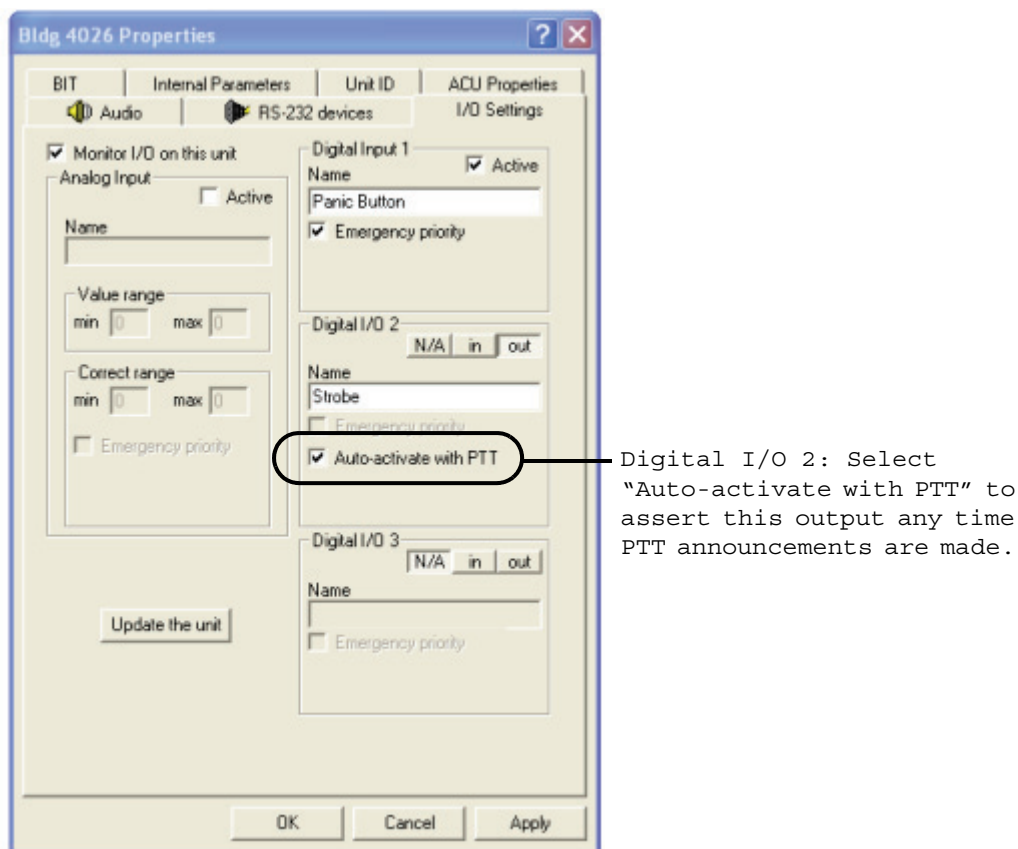 Bldg 4026 Properties
?
BIT
Internal Parameters
Unit ID
ACU Properties
Audio
RS-232 devices
I/O Settings
Monitor I/O on this unit
Analog Input
Active
Name
Value range
min 0 max 0
Correct range
min 0 max 0
Emergency priority
Update the unit
Digital Input 1
Active
Name
Panic Button
Emergency priority
Digital I/O 2
N/A in out
Name
Strobe
Emergency priority
Auto-activate with PTT
Digital I/O 3
N/A in out
Name
Emergency priority
OK Cancel Apply
Digital I/O 2: Select
“Auto-activate with PTT” to
assert this output any time
PTT announcements are made.